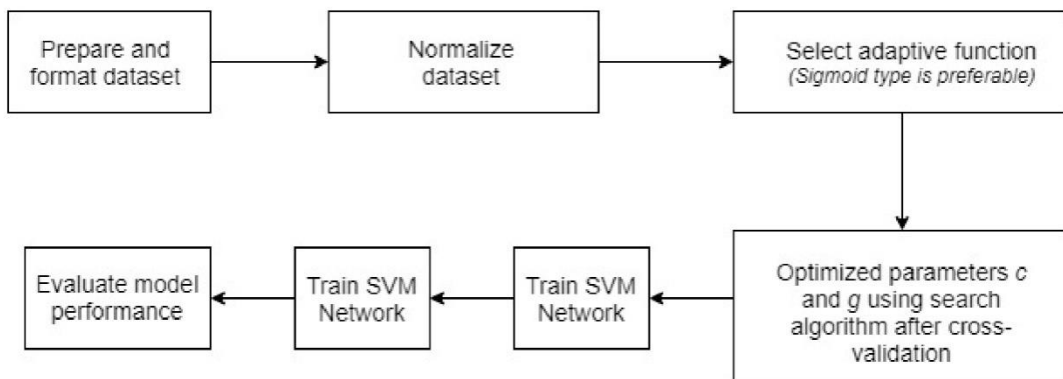 Prepare and
format dataset
Normalize
dataset
Select adaptive function
(Sigmoid type is preferable)
Optimized parameters c
and g using search
algorithm after cross-
validation
Train SVM
Network
Train SVM
Network
Evaluate model
performance